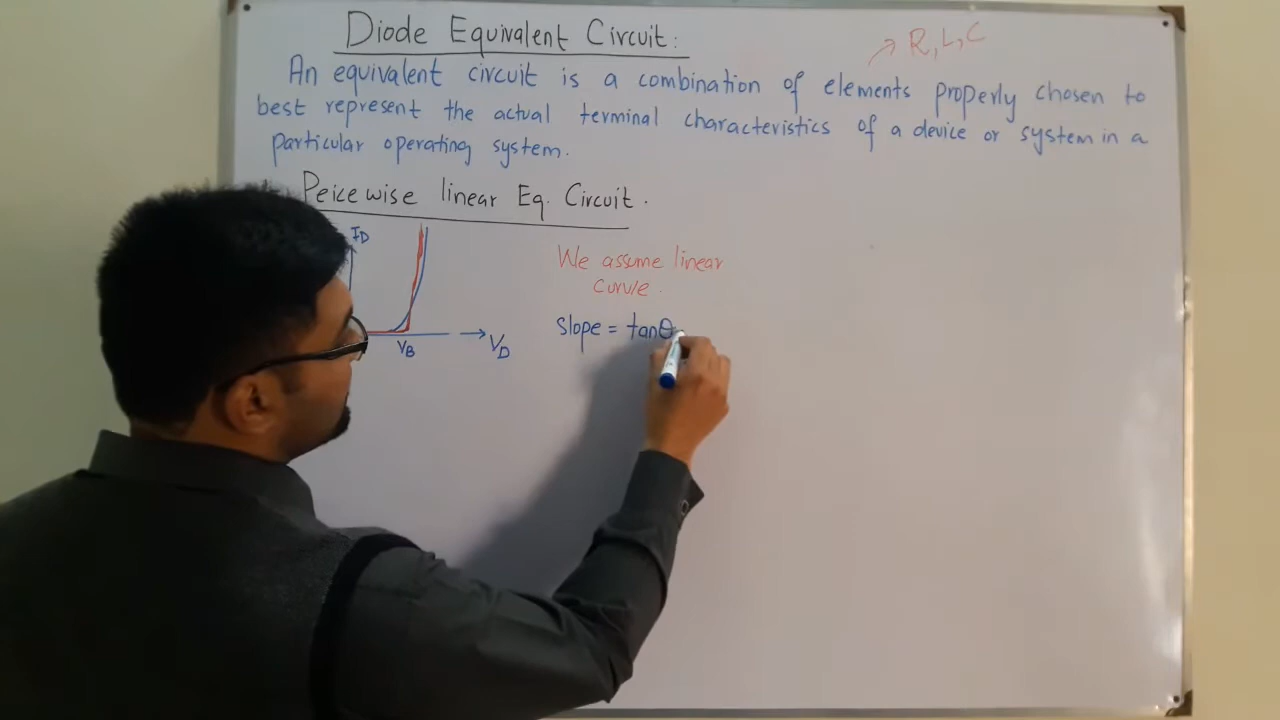 Diode Equivalent Circuit:
R, L, C
An equivalent circuit is a combination of elements properly chosen to
best represent the actual terminal characteristics of a device or system in a
particular operating system.
Peicewise linear Eq. Circuit.
ID
VB
VD
We assume linear
curvle.
Slope = tanθ